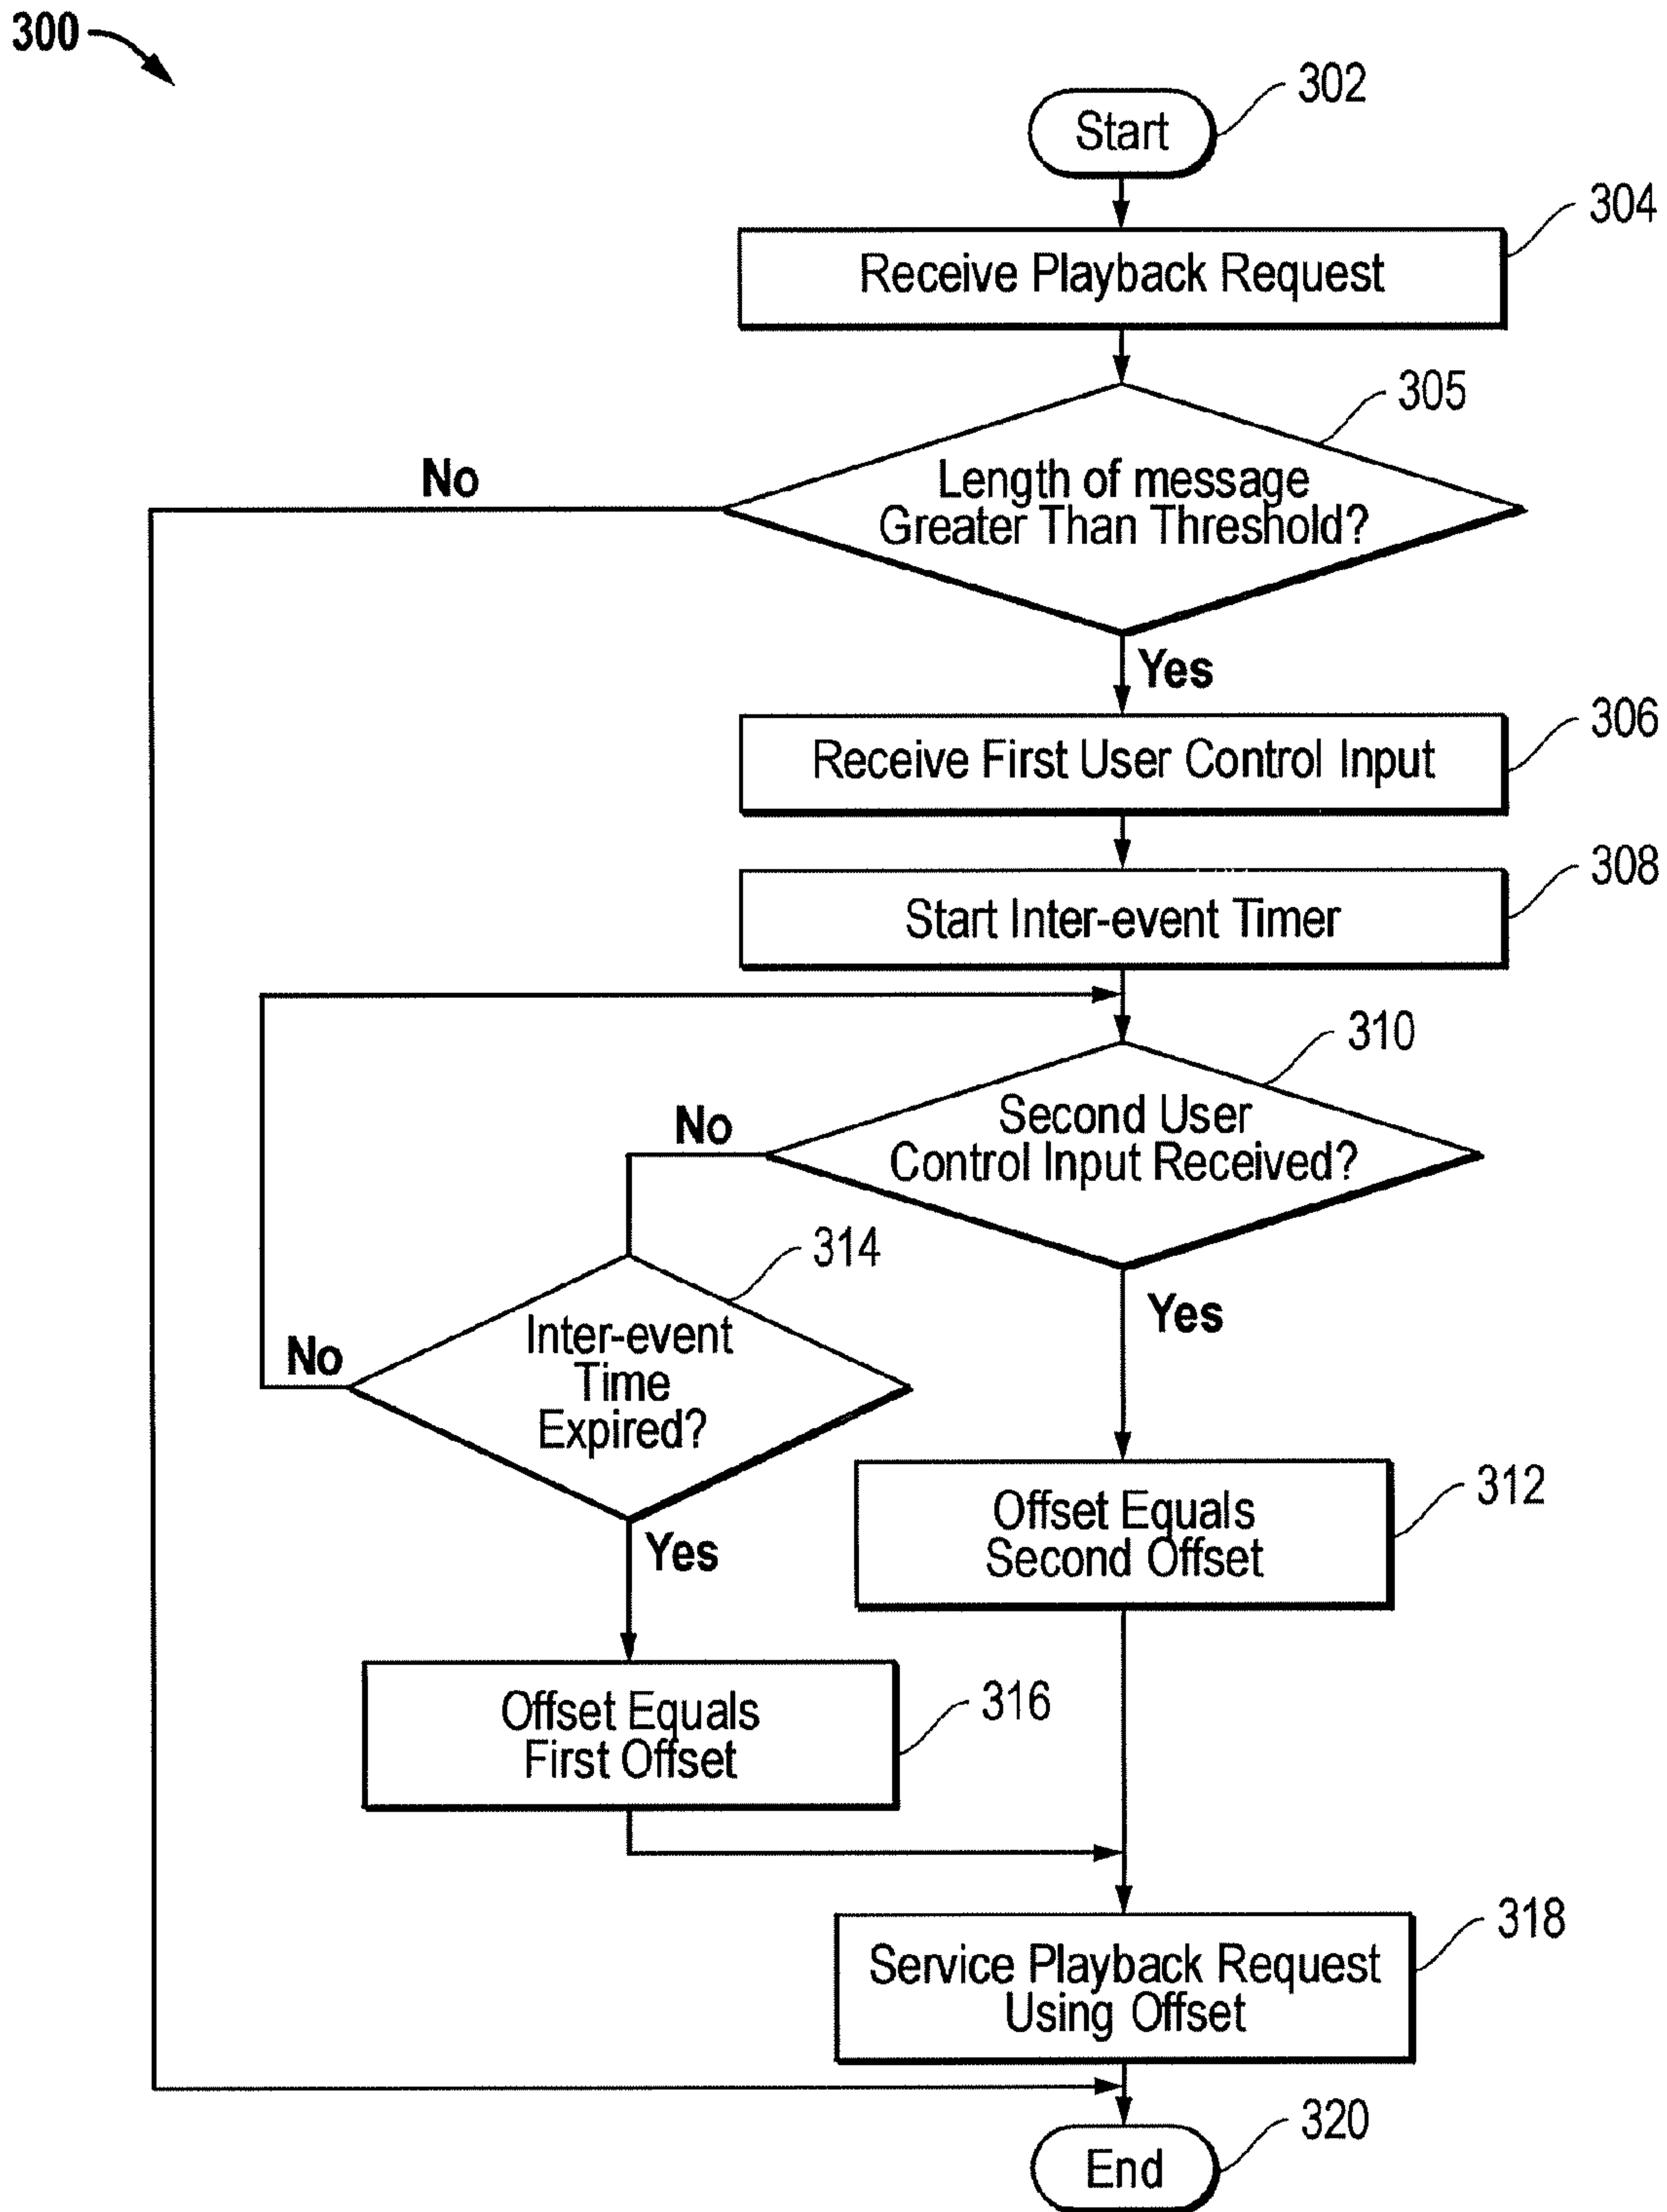 300
302
Start
304
Receive Playback Request
305
Length of message
Greater Than Threshold?
No
Yes
306
Receive First User Control Input
308
Start Inter-event Timer
310
Second User
Control Input Received?
No
Yes
314
Inter-event
Time
Expired?
No
Yes
312
Offset Equals
Second Offset
316
Offset Equals
First Offset
318
Service Playback Request
Using Offset
320
End